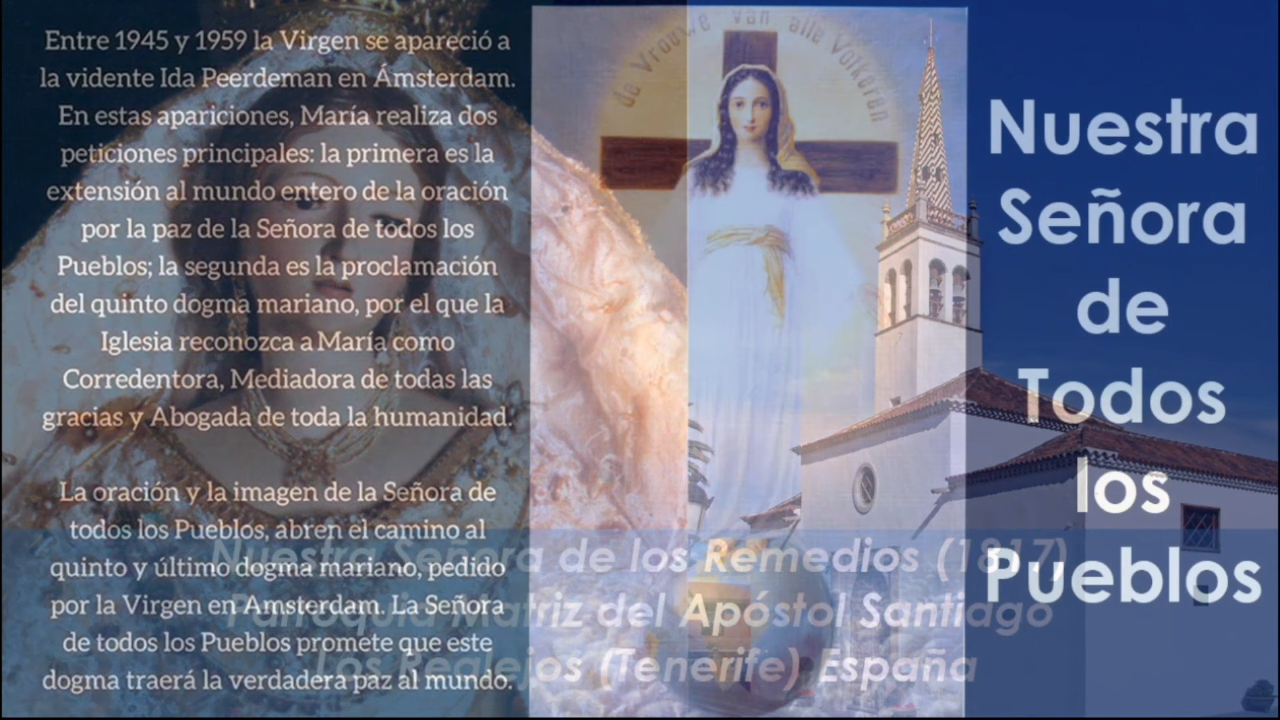 Entre 1945 y 1959 la Virgen se apareció a
la vidente Ida Peerdeman en Ámsterdam.
En estas apariciones, María realiza dos
peticiones principales: la primera es la
extensión al mundo entero de la oración
por la paz de la Señora de todos los
Pueblos; la segunda es la proclamación
del quinto dogma mariano, por el que la
Iglesia reconozca a María como
Corredentora, Mediadora de todas las
gracias y Abogada de toda la humanidad.
La oración y la imagen de la Señora de
todos los Pueblos, abren el camino al
quinto y último dogma mariano, pedido
por la Virgen en Amsterdam. La Señora
de todos los Pueblos promete que este
dogma traerá la verdadera paz al mundo.
de Vrouwe van alle Volkeren
Nuestra
Señora
de
Todos
los
Pueblos
Nuestra Señora de los Remedios (1817)
Parroquia Matriz del Apóstol Santiago
Los Realejos (Tenerife) España